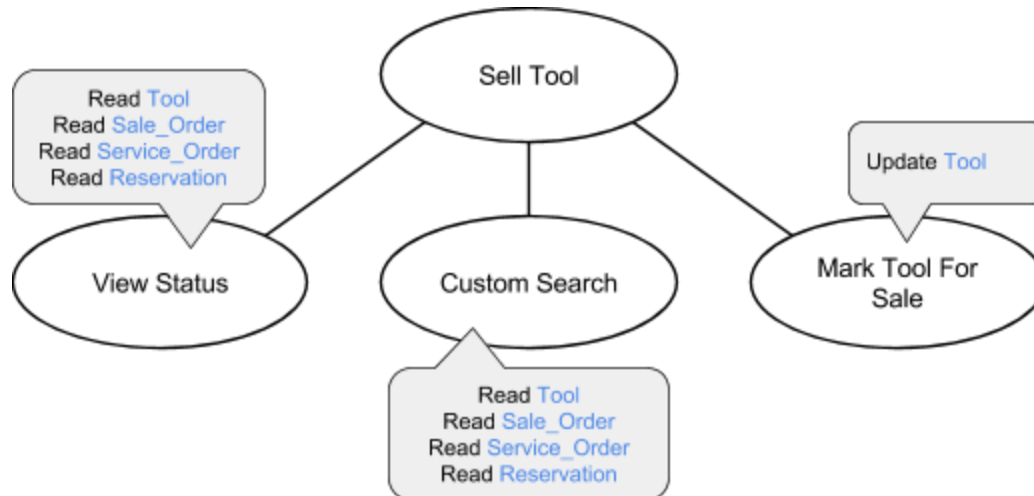 Sell Tool
Read Tool
Read Sale_Order
Read Service_Order
Read Reservation
Update Tool
View Status
Custom Search
Mark Tool For
Sale
Read Tool
Read Sale_Order
Read Service_Order
Read Reservation